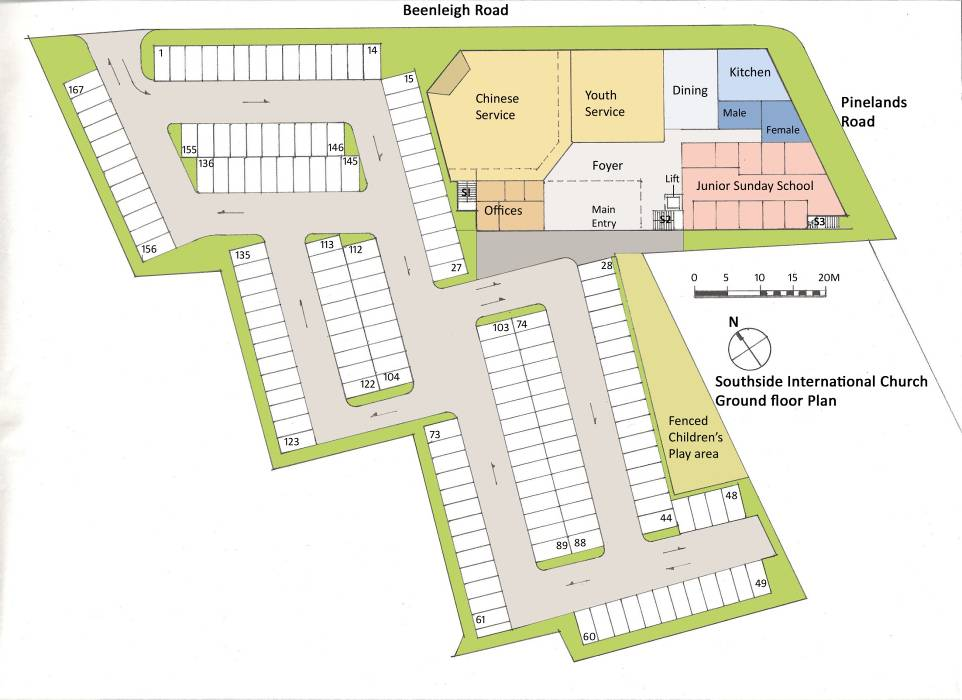 Beenleigh Road
1
14
15
167
Chinese
Service
Youth
Service
Dining
Kitchen
Male
Female
Pinelands
Road
155
146
136
145
Foyer
Lift
Junior Sunday School
S1
Offices
Main
Entry
S2
S3
156
135
113
112
27
28
0 5 10 15 20M
N
103
74
Southside International Church
Ground floor Plan
122
104
Fenced
Children's
Play area
123
73
48
44
89
88
49
61
60